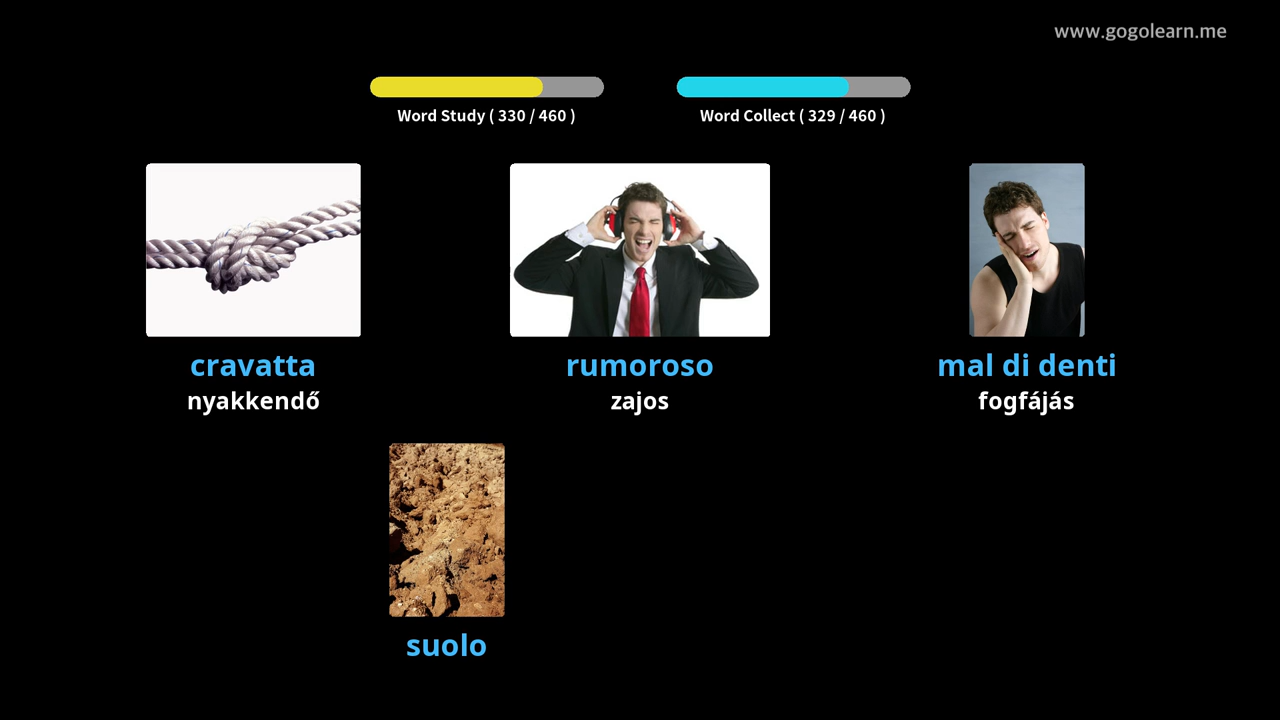 www.gogolearn.me
Word Study ( 330 / 460 )
Word Collect ( 329 / 460 )
cravatta
nyakkendő
rumoroso
zajos
mal di denti
fogfájás
suolo